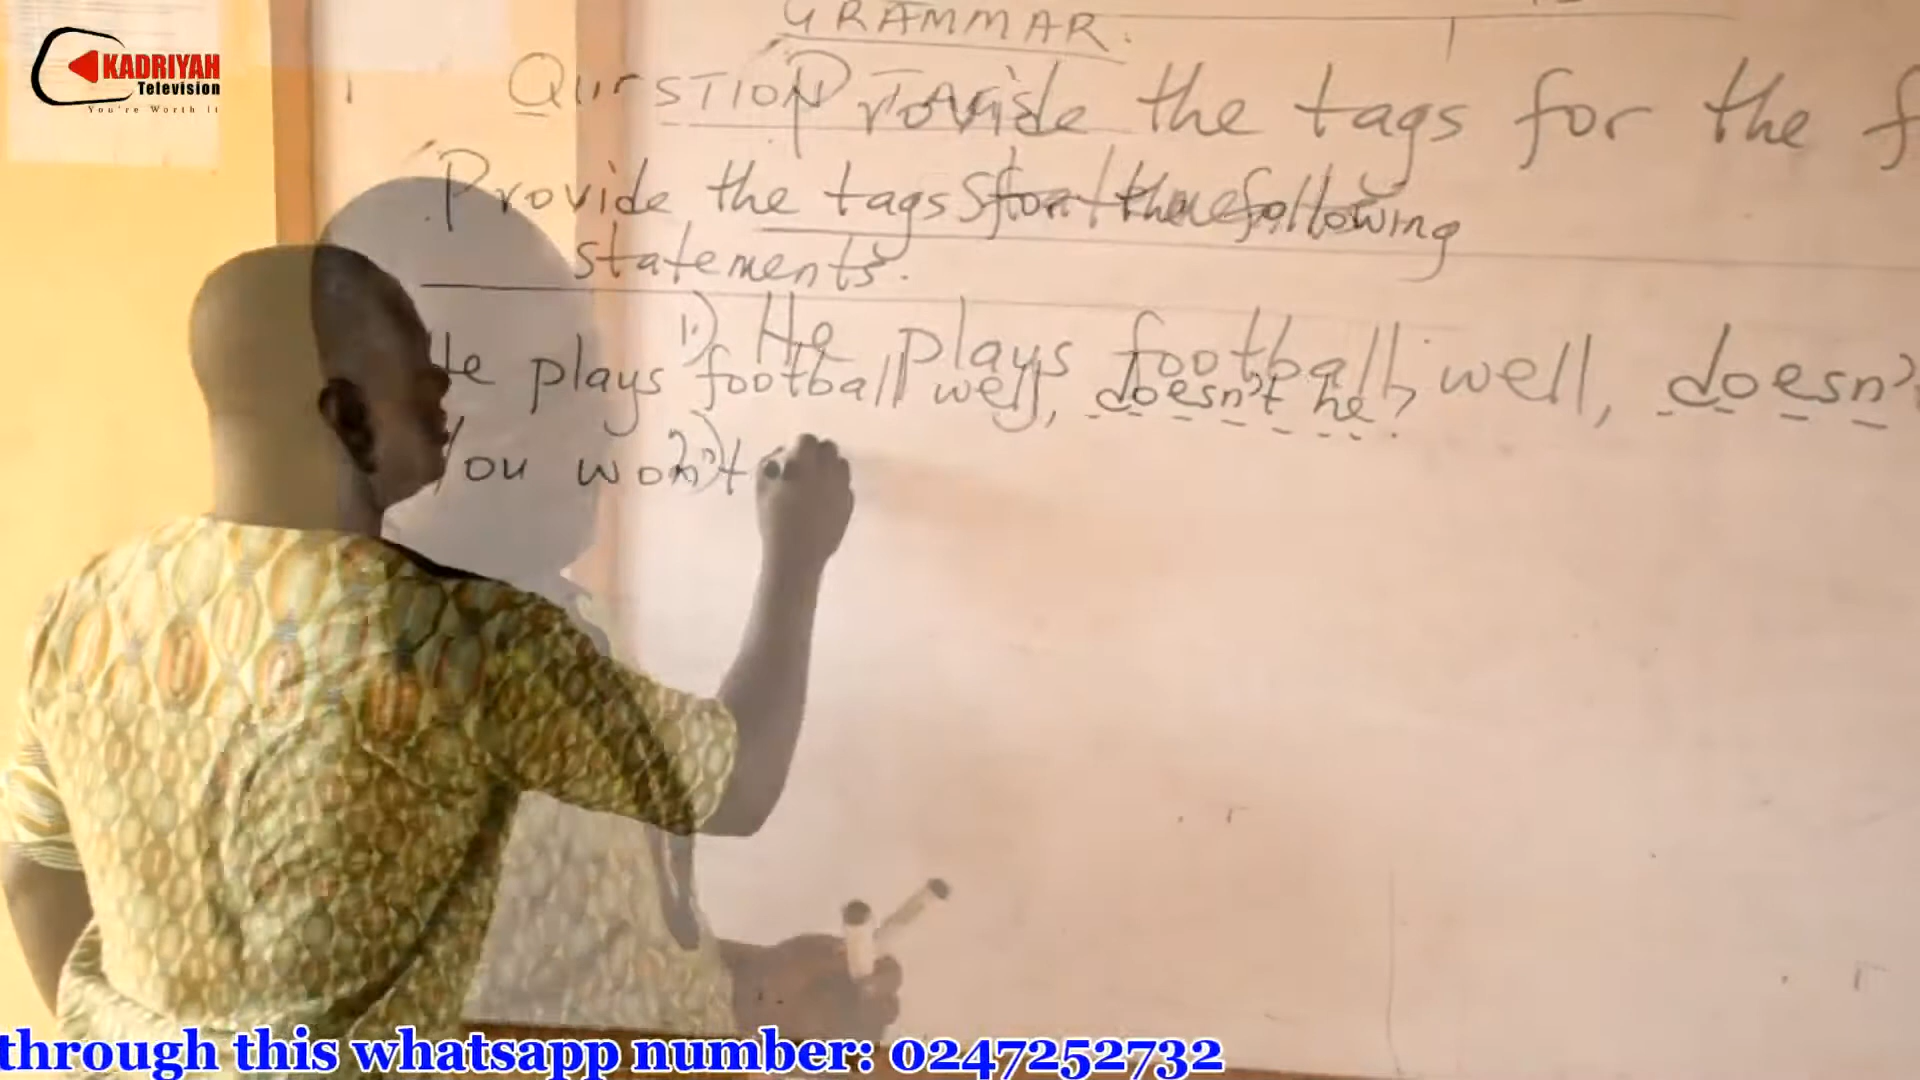 KADRIYAH
Television
You're Worth it
GRAMMAR.
QUESTION TAGS
Provide the tags for the f
Provide the tags for the following
statements.
1.) He plays football well, doesn't
He plays football well, doesn't he?
2.)
You won't
through this whatsapp number: 0247252732